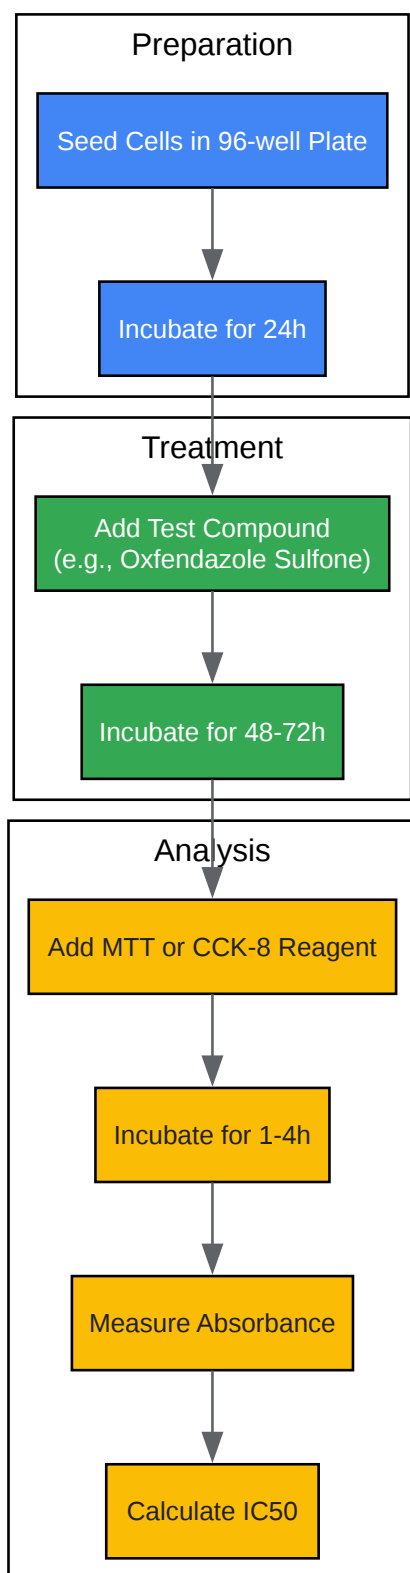 Preparation
Seed Cells in 96-well Plate
Incubate for 24h
Treatment
Add Test Compound
(e.g., Oxfendazole Sulfone)
Incubate for 48-72h
Analysis
Add MTT or CCK-8 Reagent
Incubate for 1-4h
Measure Absorbance
Calculate IC50